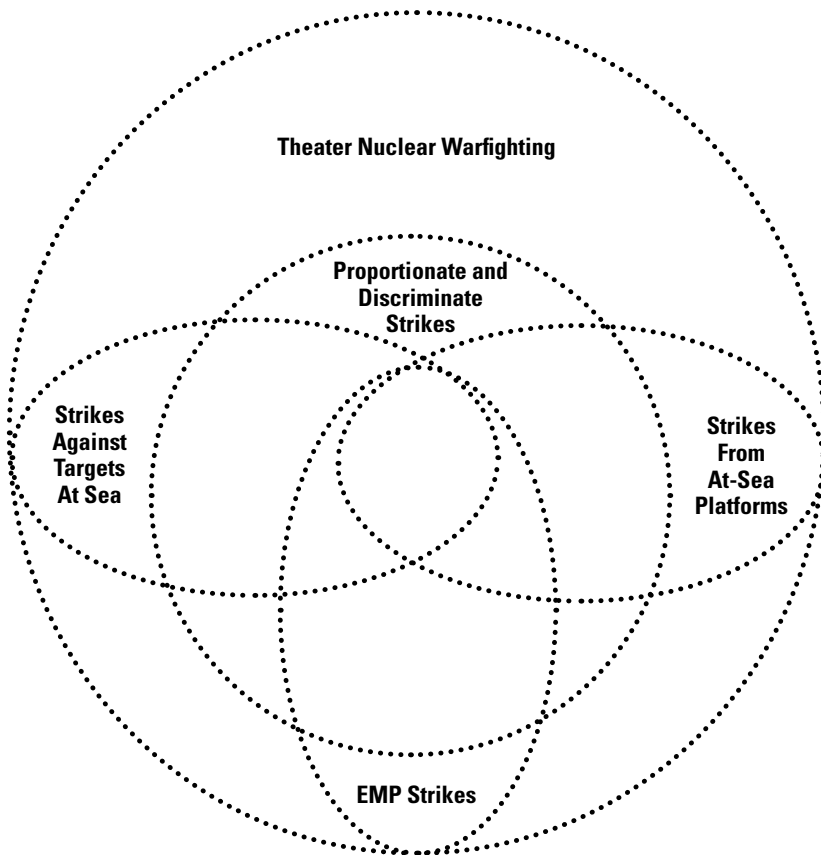 Theater Nuclear Warfighting
Proportionate and
Discriminate
Strikes
Strikes
Against
Targets
At Sea
Strikes
From
At-Sea
Platforms
EMP Strikes